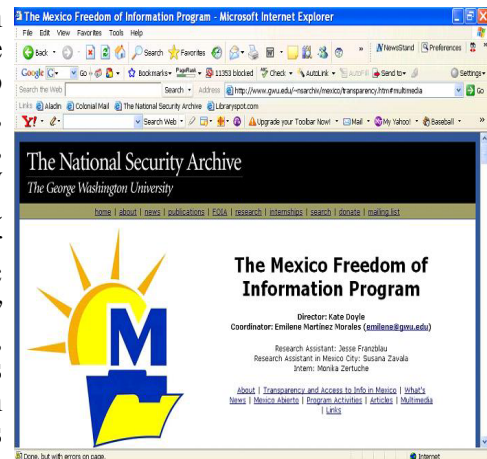 The Mexico Freedom of Information Program - Microsoft Internet Explorer
File Edit View Favorites Tools Help
Back Search Favorites NewsStand Preferences
Google G Go Bookmarks PageRank 11353 blocked Check AutoLink AutoFill Send to Settings
Search the Web Search Address http://www.gwu.edu/~nsarchiv/mexico/transparency.htm#multimedia Go
Links Aladin Colonial Mail The National Security Archive Libraryspot.com
Y! Search Web Upgrade your Toolbar Now! Mail My Yahoo! Baseball
The National Security Archive
The George Washington University
home | about | news | publications | FOIA | research | internships | search | donate | mailing list
The Mexico Freedom of
Information Program
Director: Kate Doyle
Coordinator: Emilene Martínez Morales (emilene@gwu.edu)
Research Assistant: Jesse Franzblau
Research Assistant in Mexico City: Susana Zavala
Intern: Monika Zertuche
About | Transparency and Access to Info in Mexico | What's
News | Mexico Abierto | Program Activities | Articles | Multimedia
| Links
M
Done, but with errors on page. Internet